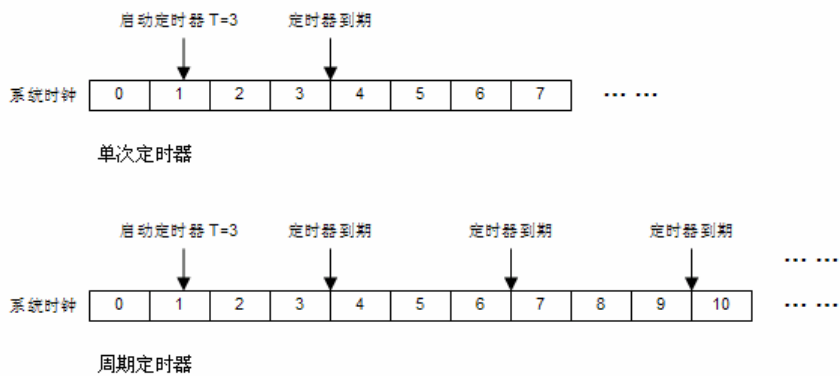 启动定时器 T=3 定时器到期
系统时钟 0 1 2 3 4 5 6 7 ... ...
单次定时器
启动定时器 T=3 定时器到期 定时器到期 定时器到期
... ...
系统时钟 0 1 2 3 4 5 6 7 8 9 10 ... ...
周期定时器